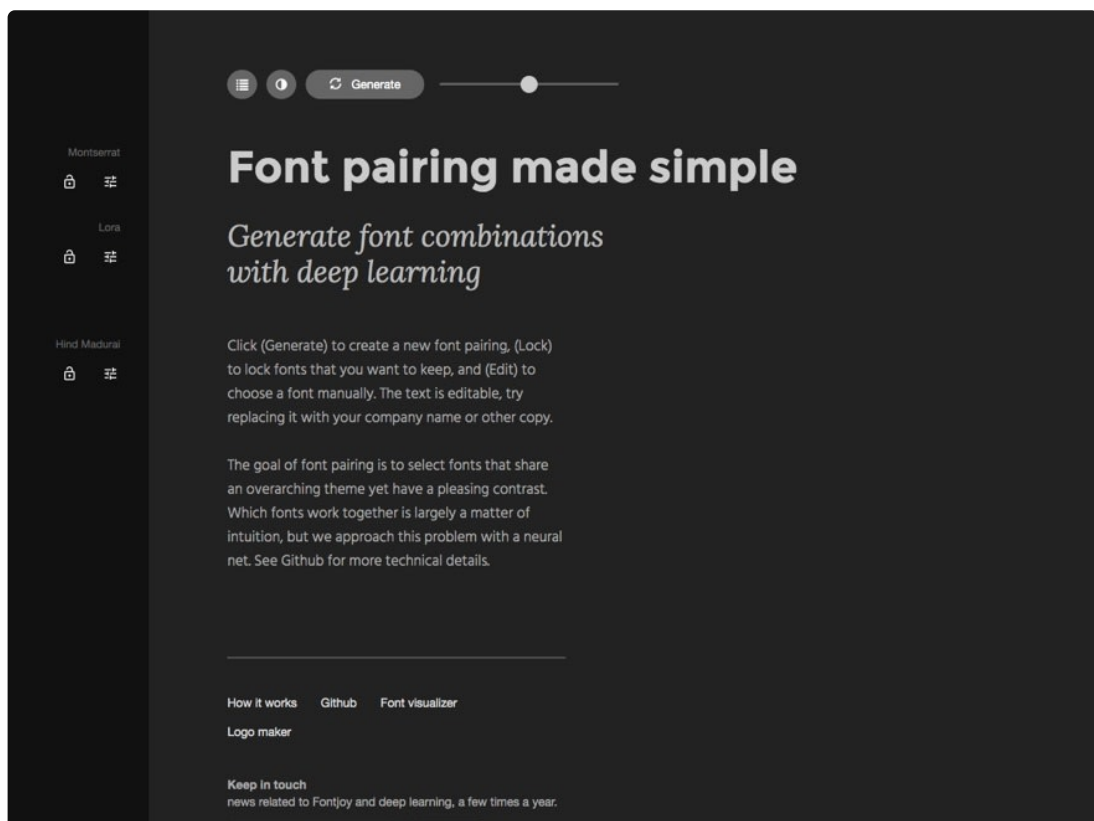 Generate
Montserrat
Font pairing made simple
Lora
Generate font combinations
with deep learning
Hind Madurai
Click (Generate) to create a new font pairing, (Lock)
to lock fonts that you want to keep, and (Edit) to
choose a font manually. The text is editable, try
replacing it with your company name or other copy.
The goal of font pairing is to select fonts that share
an overarching theme yet have a pleasing contrast.
Which fonts work together is largely a matter of
intuition, but we approach this problem with a neural
net. See Github for more technical details.
How it works Github Font visualizer
Logo maker
Keep in touch
news related to Fontjoy and deep learning, a few times a year.